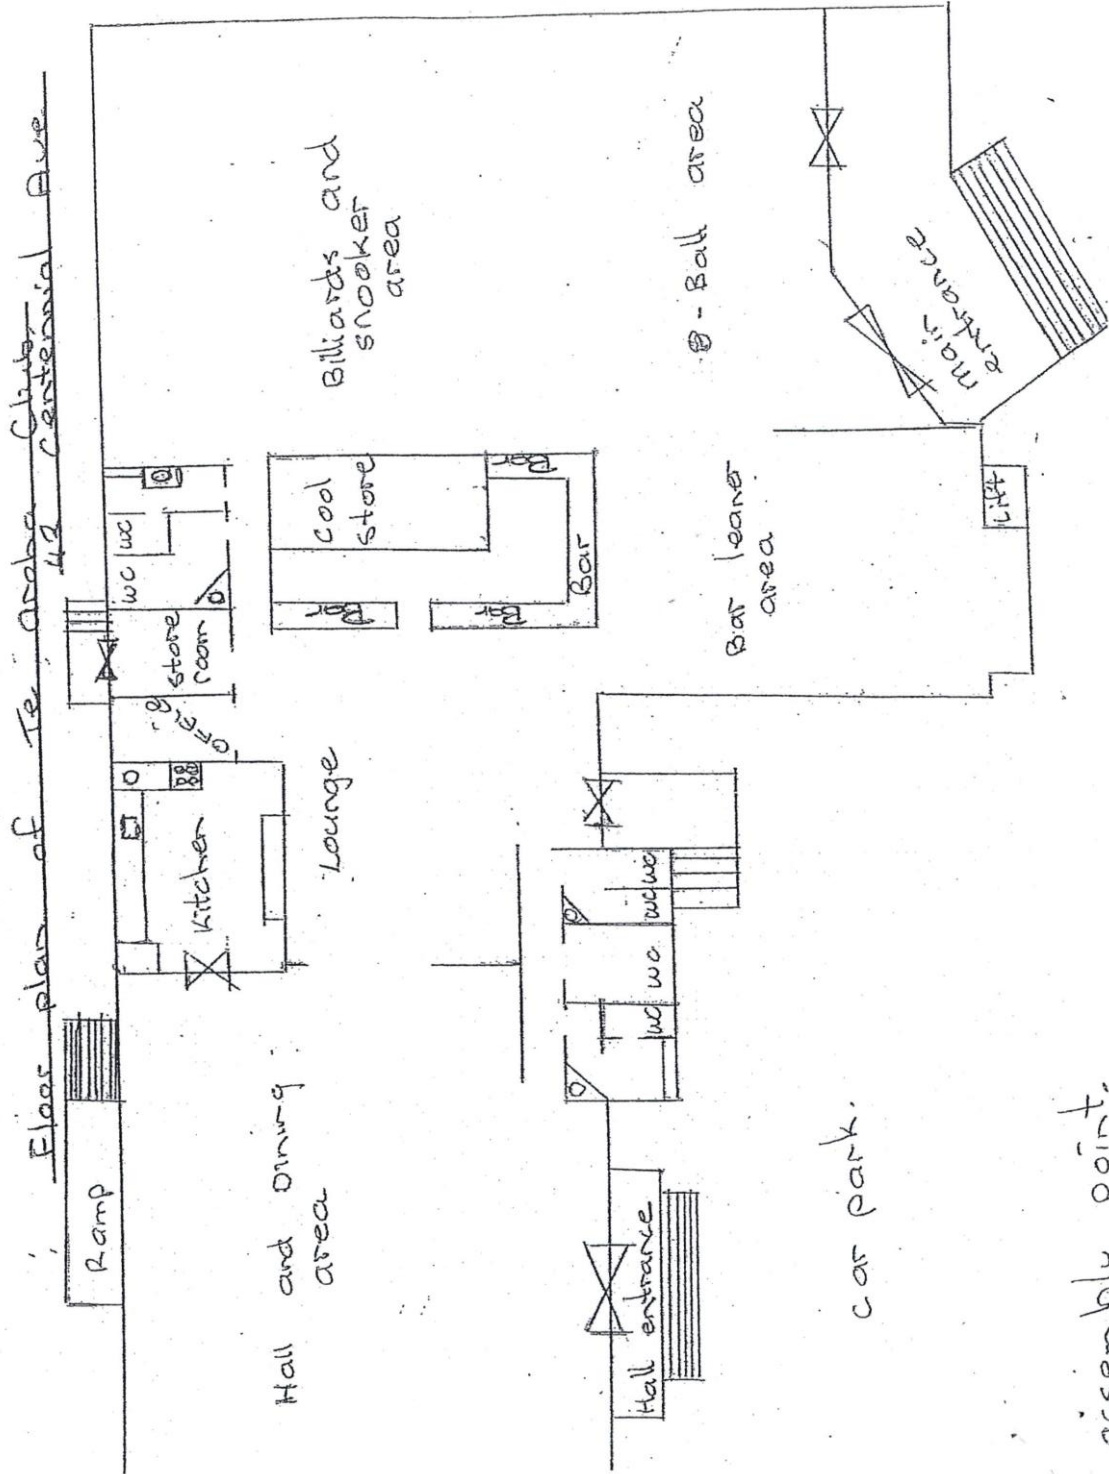 Floor plan of Te Aroha Club
42 Centennial Ave
Ramp
Kitchen
OFFICE
store
room
WC
WC
Hall and Dining
area
Lounge
Cool
store
Bar
Bar
Bar
Bar
Billiards and
snooker
area
8-Ball area
Bar leaner
area
Hall entrance
WC
WC
WC
WC
main
entrance
Lift
car park.
assembly point.